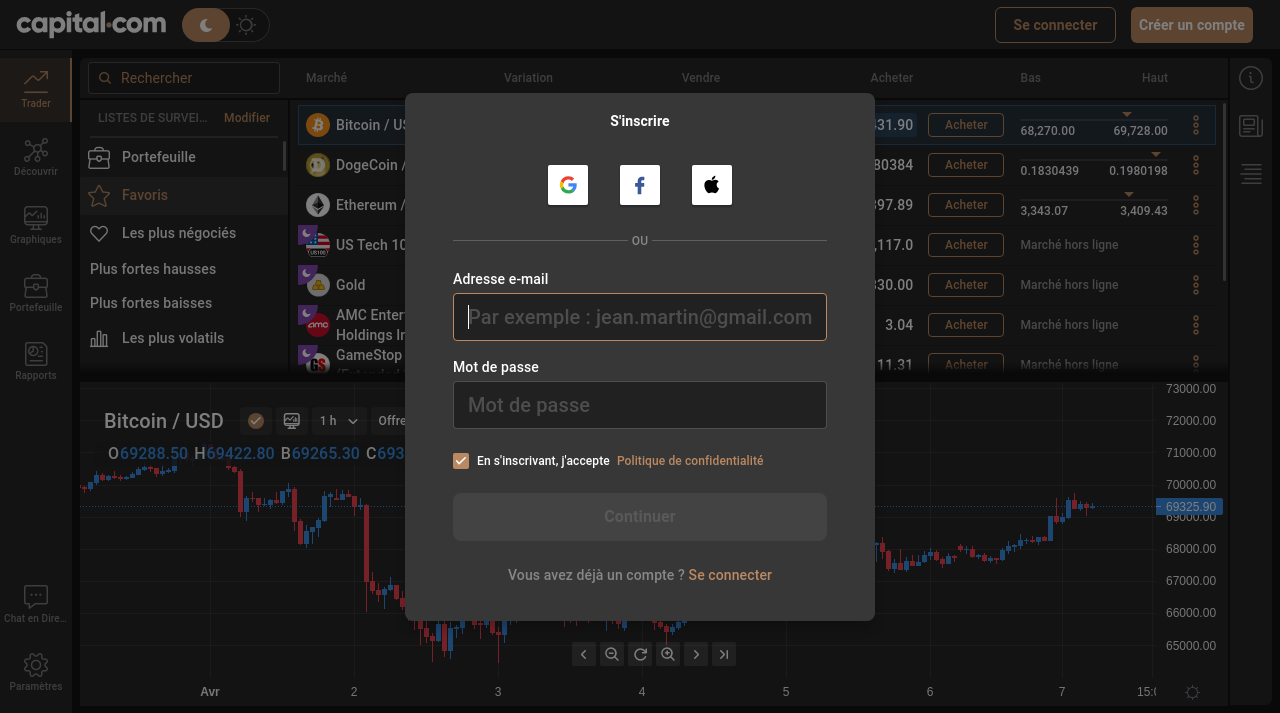 capital.com
Se connecter
Créer un compte
Trader
Découvrir
Graphiques
Portefeuille
Rapports
Chat en Dire...
Paramètres
Rechercher
Marché
Variation
Vendre
Acheter
Bas
Haut
LISTES DE SURVEI...
Modifier
Portefeuille
Favoris
Les plus négociés
Plus fortes hausses
Plus fortes baisses
Les plus volatils
Bitcoin / US
31.90
Acheter
68,270.00
69,728.00
DogeCoin /
80384
Acheter
0.1830439
0.1980198
Ethereum /
97.89
Acheter
3,343.07
3,409.43
US100
US Tech 10
,117.0
Acheter
Marché hors ligne
Gold
30.00
Acheter
Marché hors ligne
amc
AMC Enter
Holdings In
3.04
Acheter
Marché hors ligne
GameStop
11.31
Acheter
Marché hors ligne
S'inscrire
OU
Adresse e-mail
Par exemple : jean.martin@gmail.com
Mot de passe
Mot de passe
En s'inscrivant, j'accepte Politique de confidentialité
Continuer
Vous avez déjà un compte ? Se connecter
Bitcoin / USD
1 h
Offre
O69288.50 H69422.80 B69265.30 C693
73000.00
72000.00
71000.00
70000.00
69325.90
69000.00
68000.00
67000.00
66000.00
65000.00
Avr
2
3
4
5
6
7
15:0